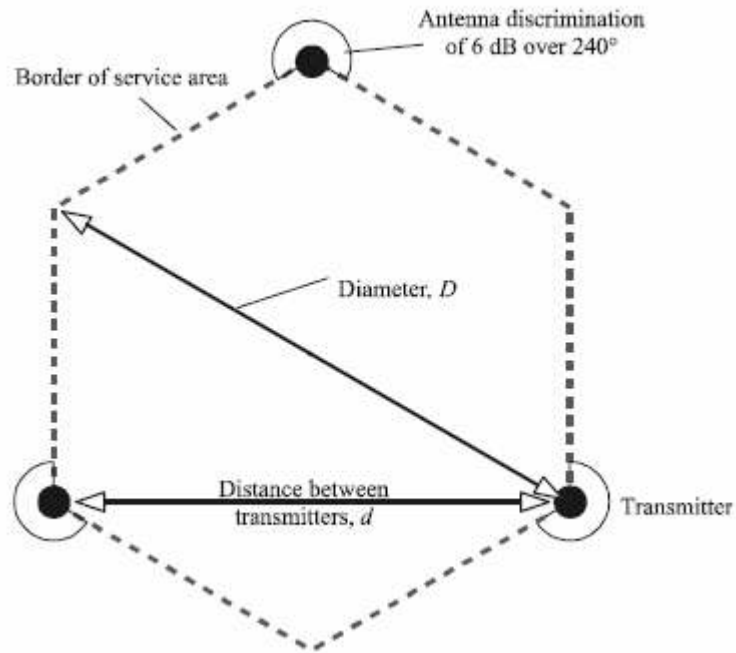 Antenna discrimination
of 6 dB over 240°
Border of service area
Diameter, D
Distance between
transmitters, d
Transmitter